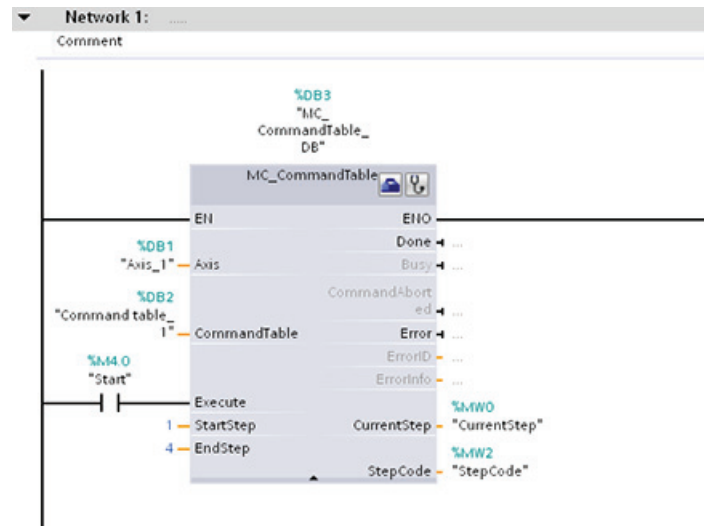 Network 1: .....
Comment
%DB3
"MC_
CommandTable_
DB"
MC_CommandTable
EN ENO
Done ...
%DB1
"Axis_1" Axis Busy ...
%DB2
"Command table_
1" CommandTable
CommandAbort
ed ...
Error ...
ErrorID ...
ErrorInfo ...
%M4.0
"Start"
Execute
%MW0
1 StartStep CurrentStep "CurrentStep"
4 EndStep
%MW2
StepCode "StepCode"